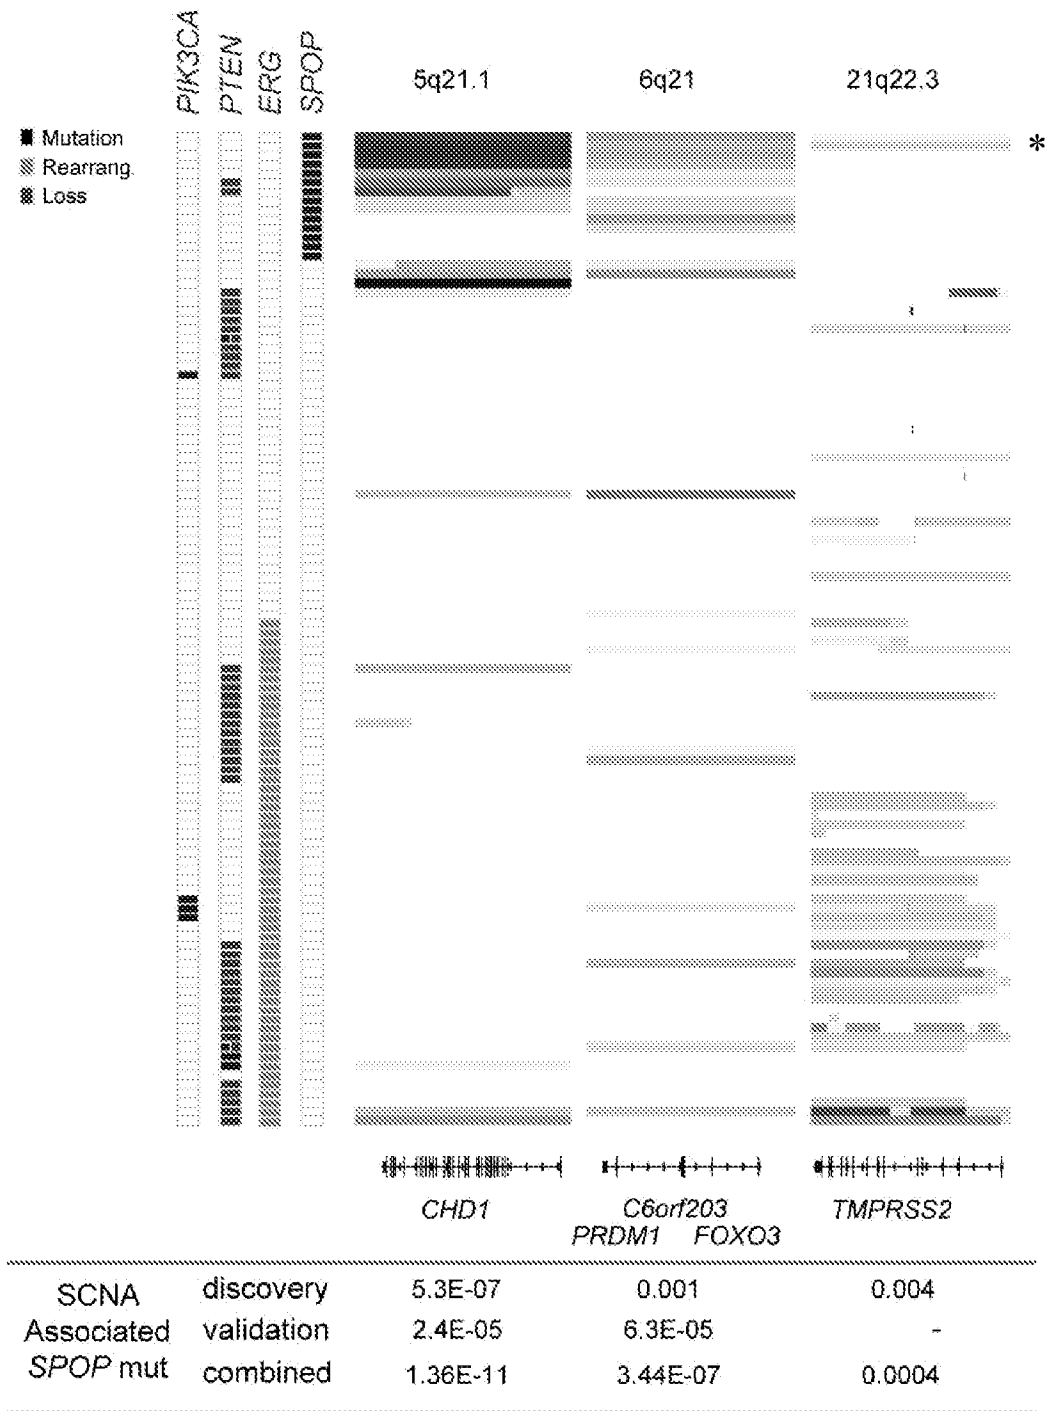 PIK3CA PTEN ERG SPOP
5q21.1 6q21 21q22.3
Mutation
Rearrang.
Loss
*
CHD1 C6orf203 TMPRSS2
PRDM1 FOXO3
SCNA discovery 5.3E-07 0.001 0.004
Associated validation 2.4E-05 6.3E-05 -
SPOP mut combined 1.36E-11 3.44E-07 0.0004